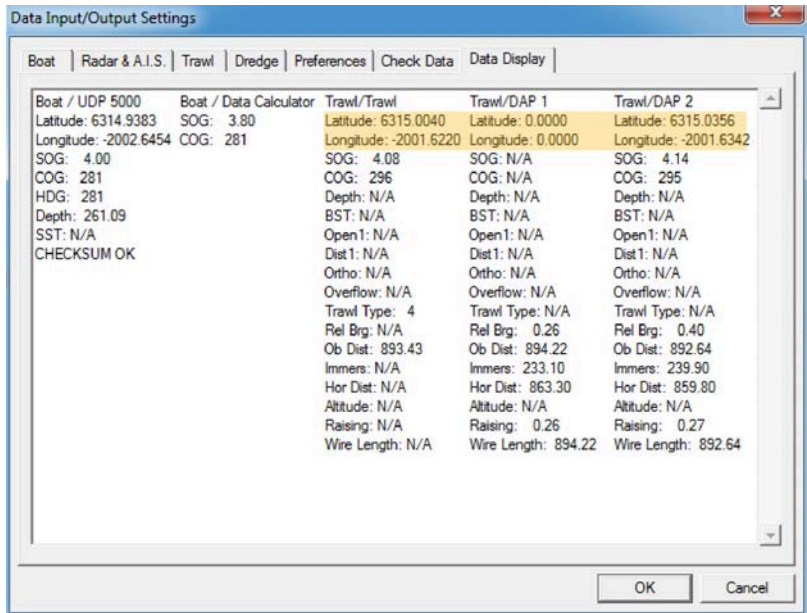 Data Input/Output Settings
X
Boat Radar & A.I.S. Trawl Dredge Preferences Check Data Data Display
Boat / UDP 5000 Boat / Data Calculator Trawl/Trawl Trawl/DAP 1 Trawl/DAP 2
Latitude: 6314.9383 SOG: 3.80 Latitude: 6315.0040 Latitude: 0.0000 Latitude: 6315.0356
Longitude: -2002.6454 COG: 281 Longitude: -2001.6220 Longitude: 0.0000 Longitude: -2001.6342
SOG: 4.00 SOG: 4.08 SOG: N/A SOG: 4.14
COG: 281 COG: 296 COG: N/A COG: 295
HDG: 281 Depth: N/A Depth: N/A Depth: N/A
Depth: 261.09 BST: N/A BST: N/A BST: N/A
SST: N/A Open1: N/A Open1: N/A Open1: N/A
CHECKSUM OK Dist1: N/A Dist1: N/A Dist1: N/A
Ortho: N/A Ortho: N/A Ortho: N/A
Overflow: N/A Overflow: N/A Overflow: N/A
Trawl Type: 4 Trawl Type: N/A Trawl Type: N/A
Rel Brg: N/A Rel Brg: 0.26 Rel Brg: 0.40
Ob Dist: 893.43 Ob Dist: 894.22 Ob Dist: 892.64
Immers: N/A Immers: 233.10 Immers: 239.90
Hor Dist: N/A Hor Dist: 863.30 Hor Dist: 859.80
Altitude: N/A Altitude: N/A Altitude: N/A
Raising: N/A Raising: 0.26 Raising: 0.27
Wire Length: N/A Wire Length: 894.22 Wire Length: 892.64
OK Cancel